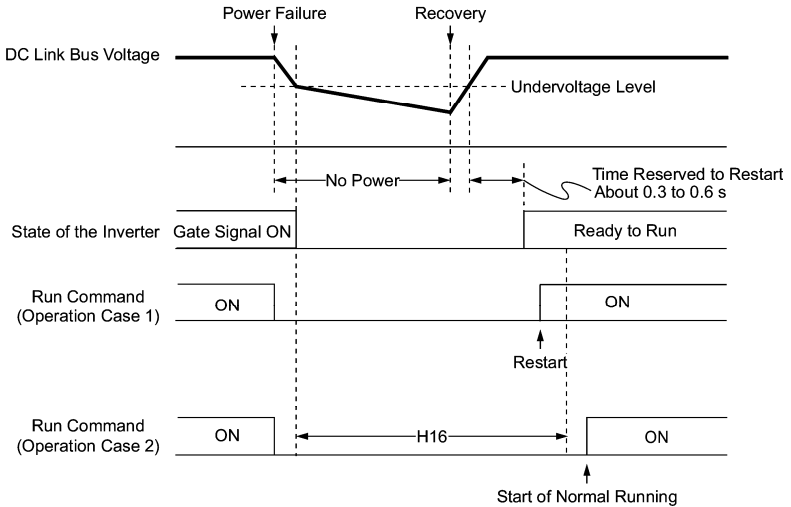 Power Failure
Recovery
DC Link Bus Voltage
Undervoltage Level
No Power
Time Reserved to Restart
About 0.3 to 0.6 s
State of the Inverter
Gate Signal ON
Ready to Run
Run Command
(Operation Case 1)
ON
ON
Restart
Run Command
(Operation Case 2)
ON
H16
ON
Start of Normal Running